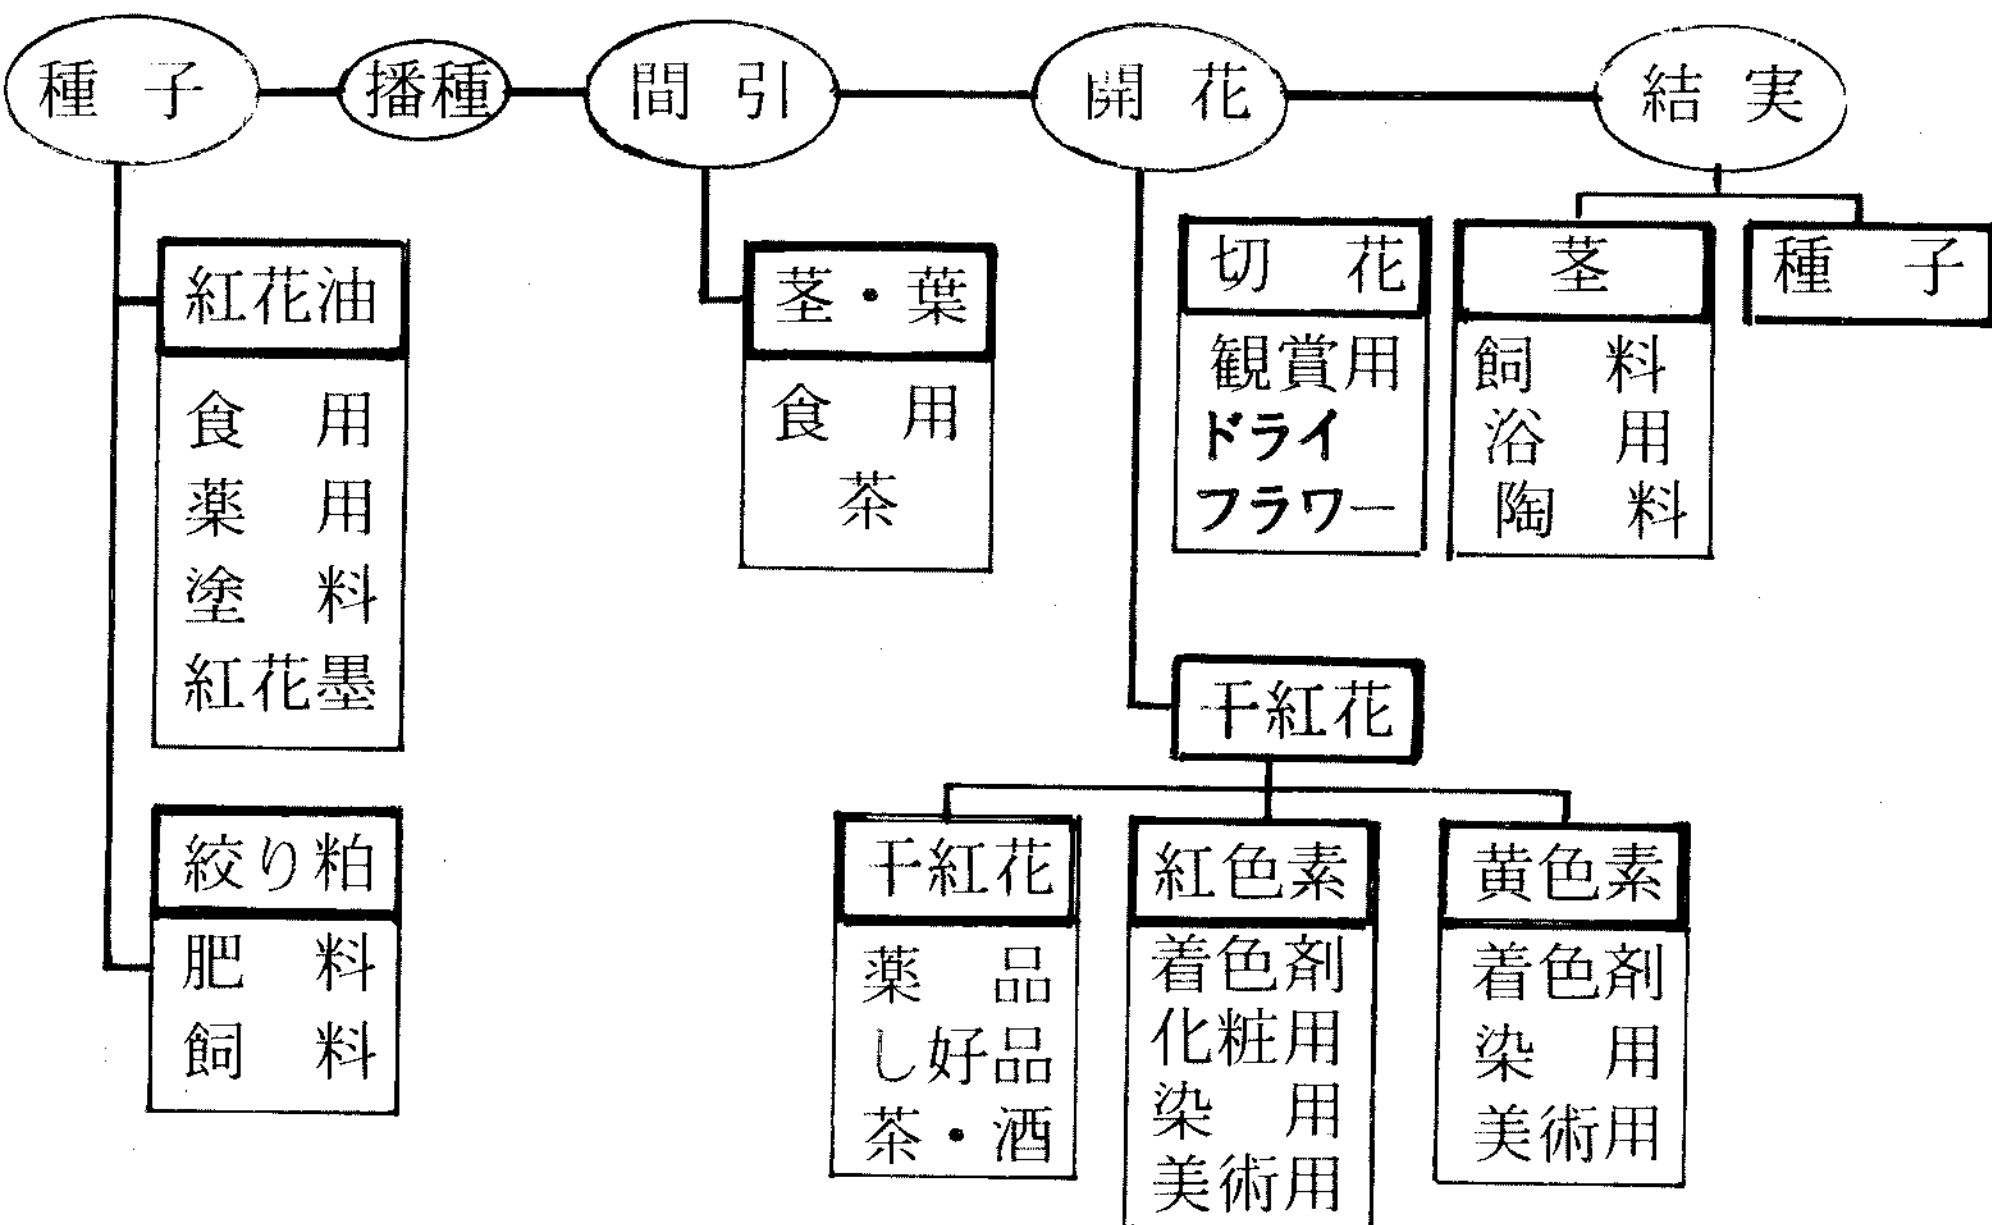 種子
播種
間引
開花
結実
紅花油
食用
薬用
塗料
紅花墨
絞り粕
肥料
飼料
茎・葉
食用
茶
切花
観賞用
ドライ
フラワー
茎
飼料
浴用
陶料
種子
干紅花
干紅花
薬品
し好品
茶・酒
紅色素
着色剤
化粧用
染用
美術用
黄色素
着色剤
染用
美術用